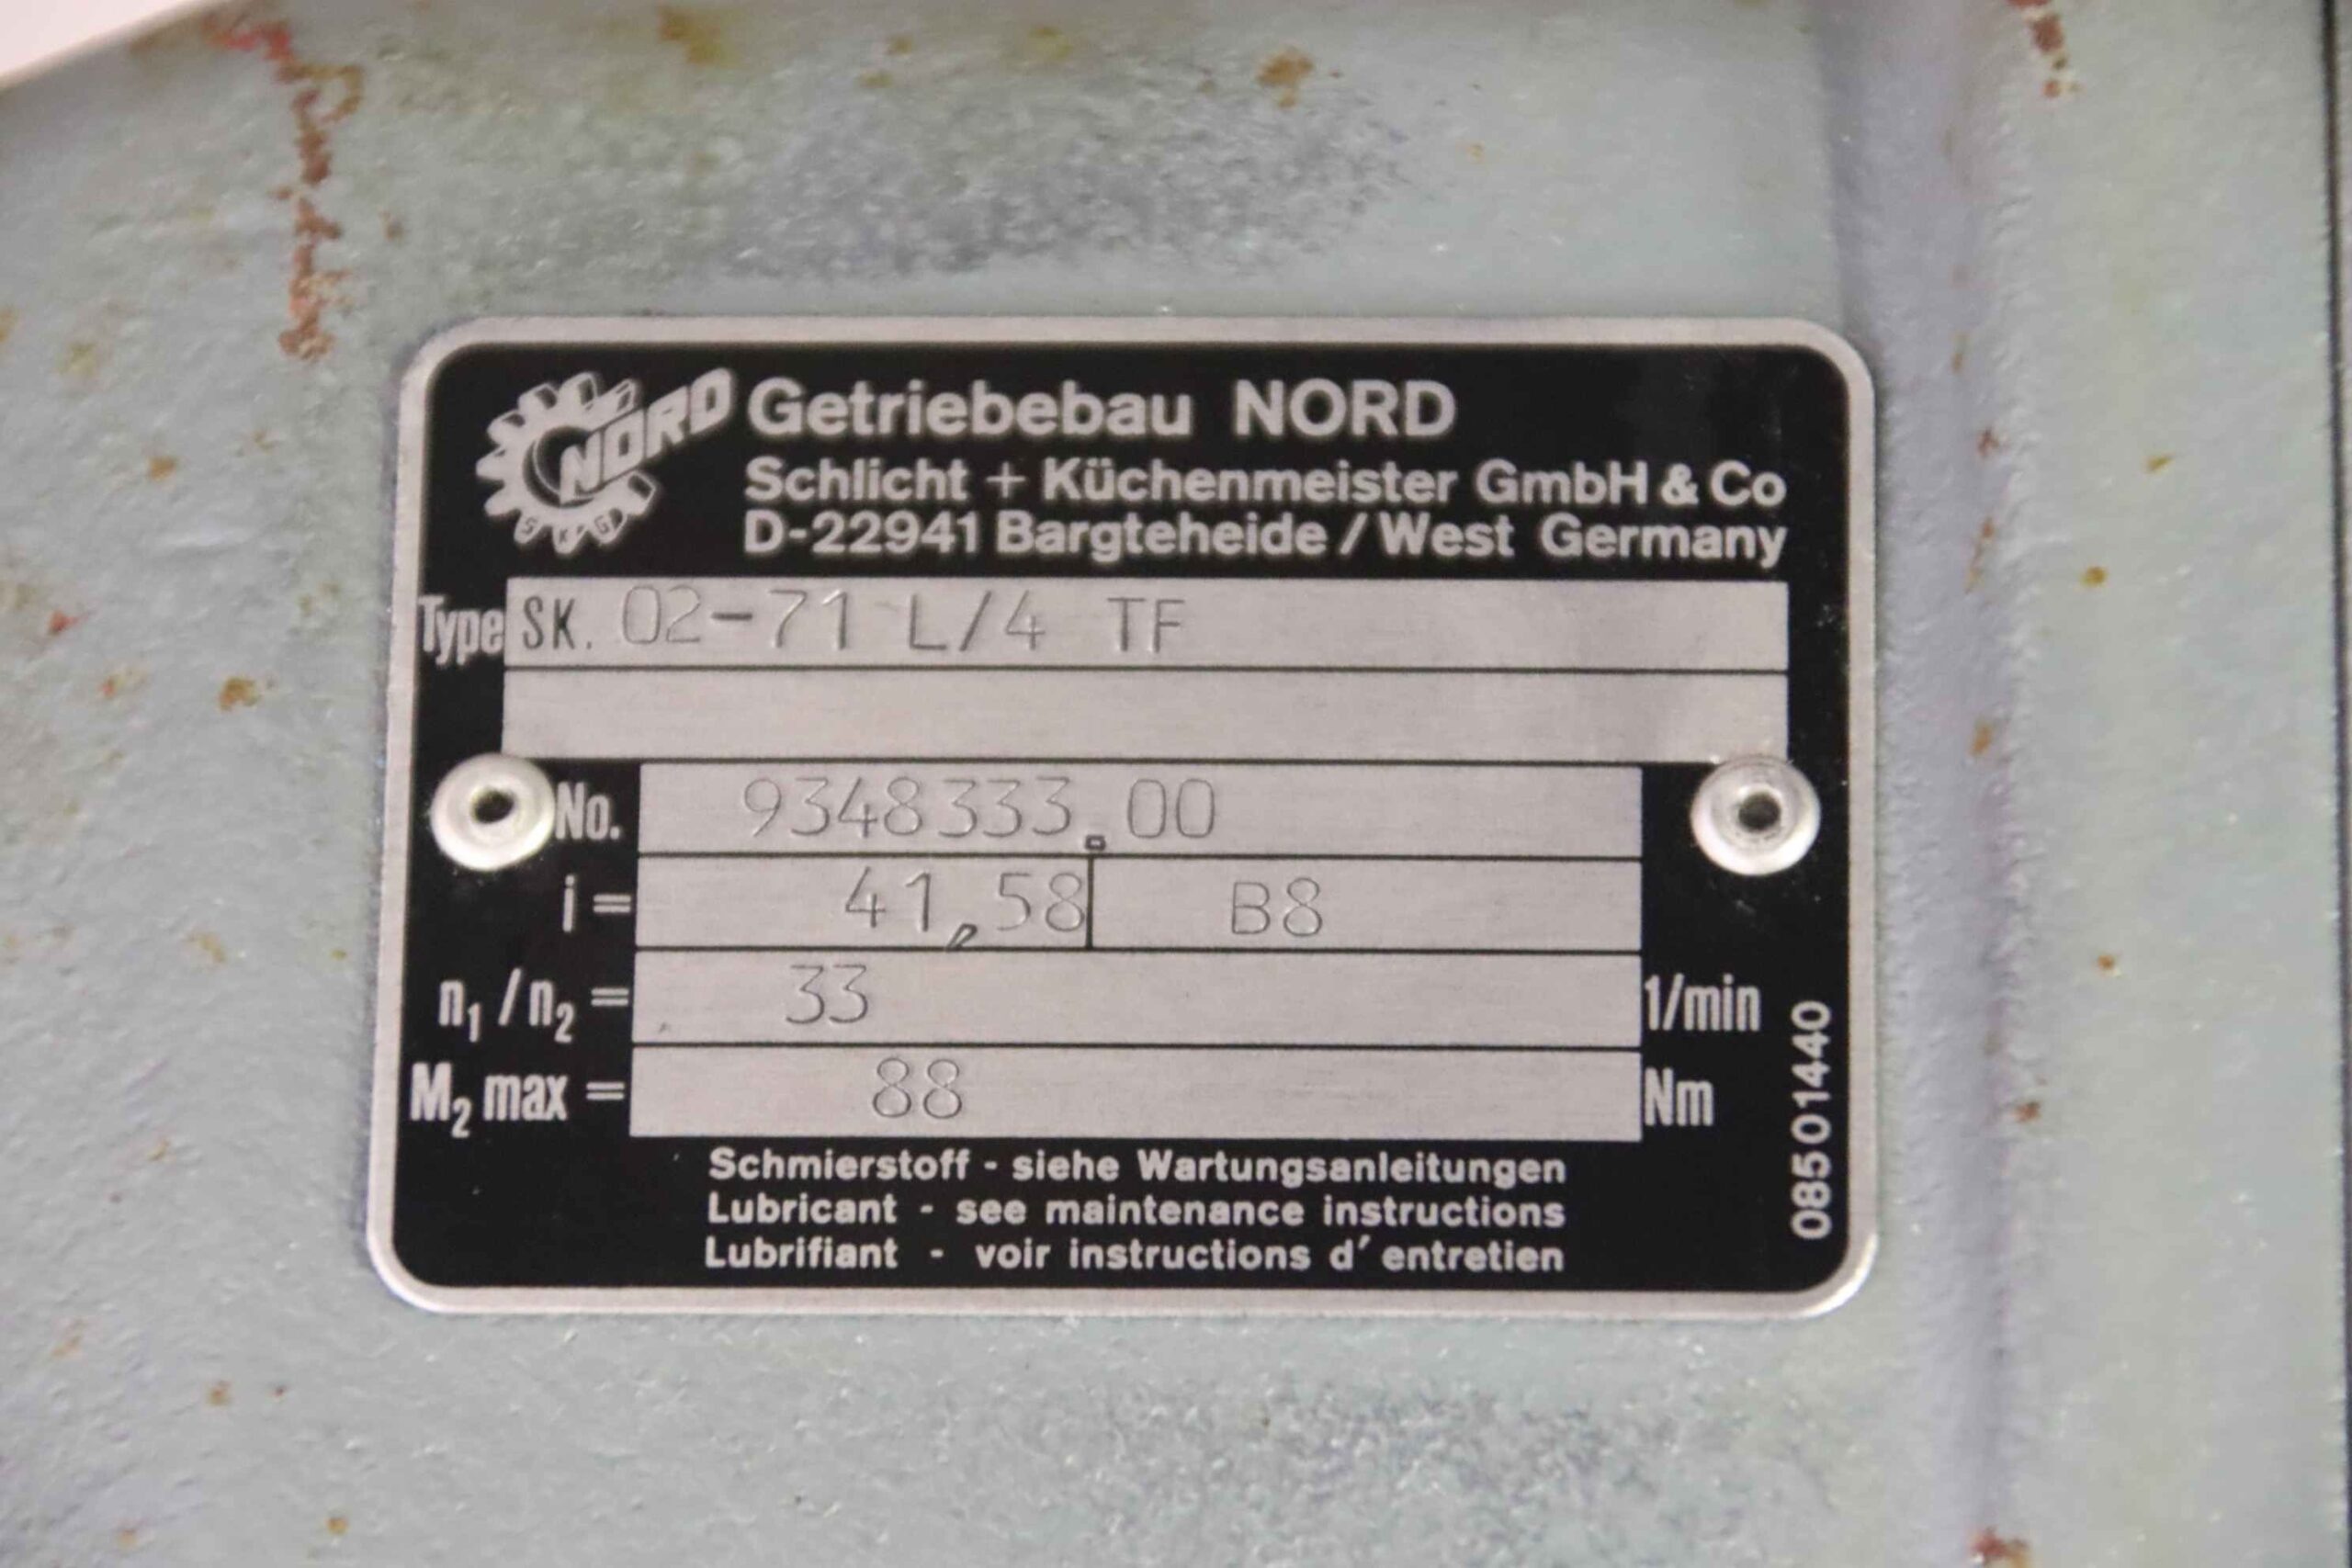 NORD
SKG
Getriebebau NORD
Schlicht + Küchenmeister GmbH & Co
D-22941 Bargteheide / West Germany
Type SK. 02-71 L/4 TF
No. 9348333.00
i = 41,58 B8
n₁ / n₂ = 33 1/min
M₂ max = 88 Nm
Schmierstoff - siehe Wartungsanleitungen
Lubricant - see maintenance instructions
Lubrifiant - voir instructions d' entretien
08501440